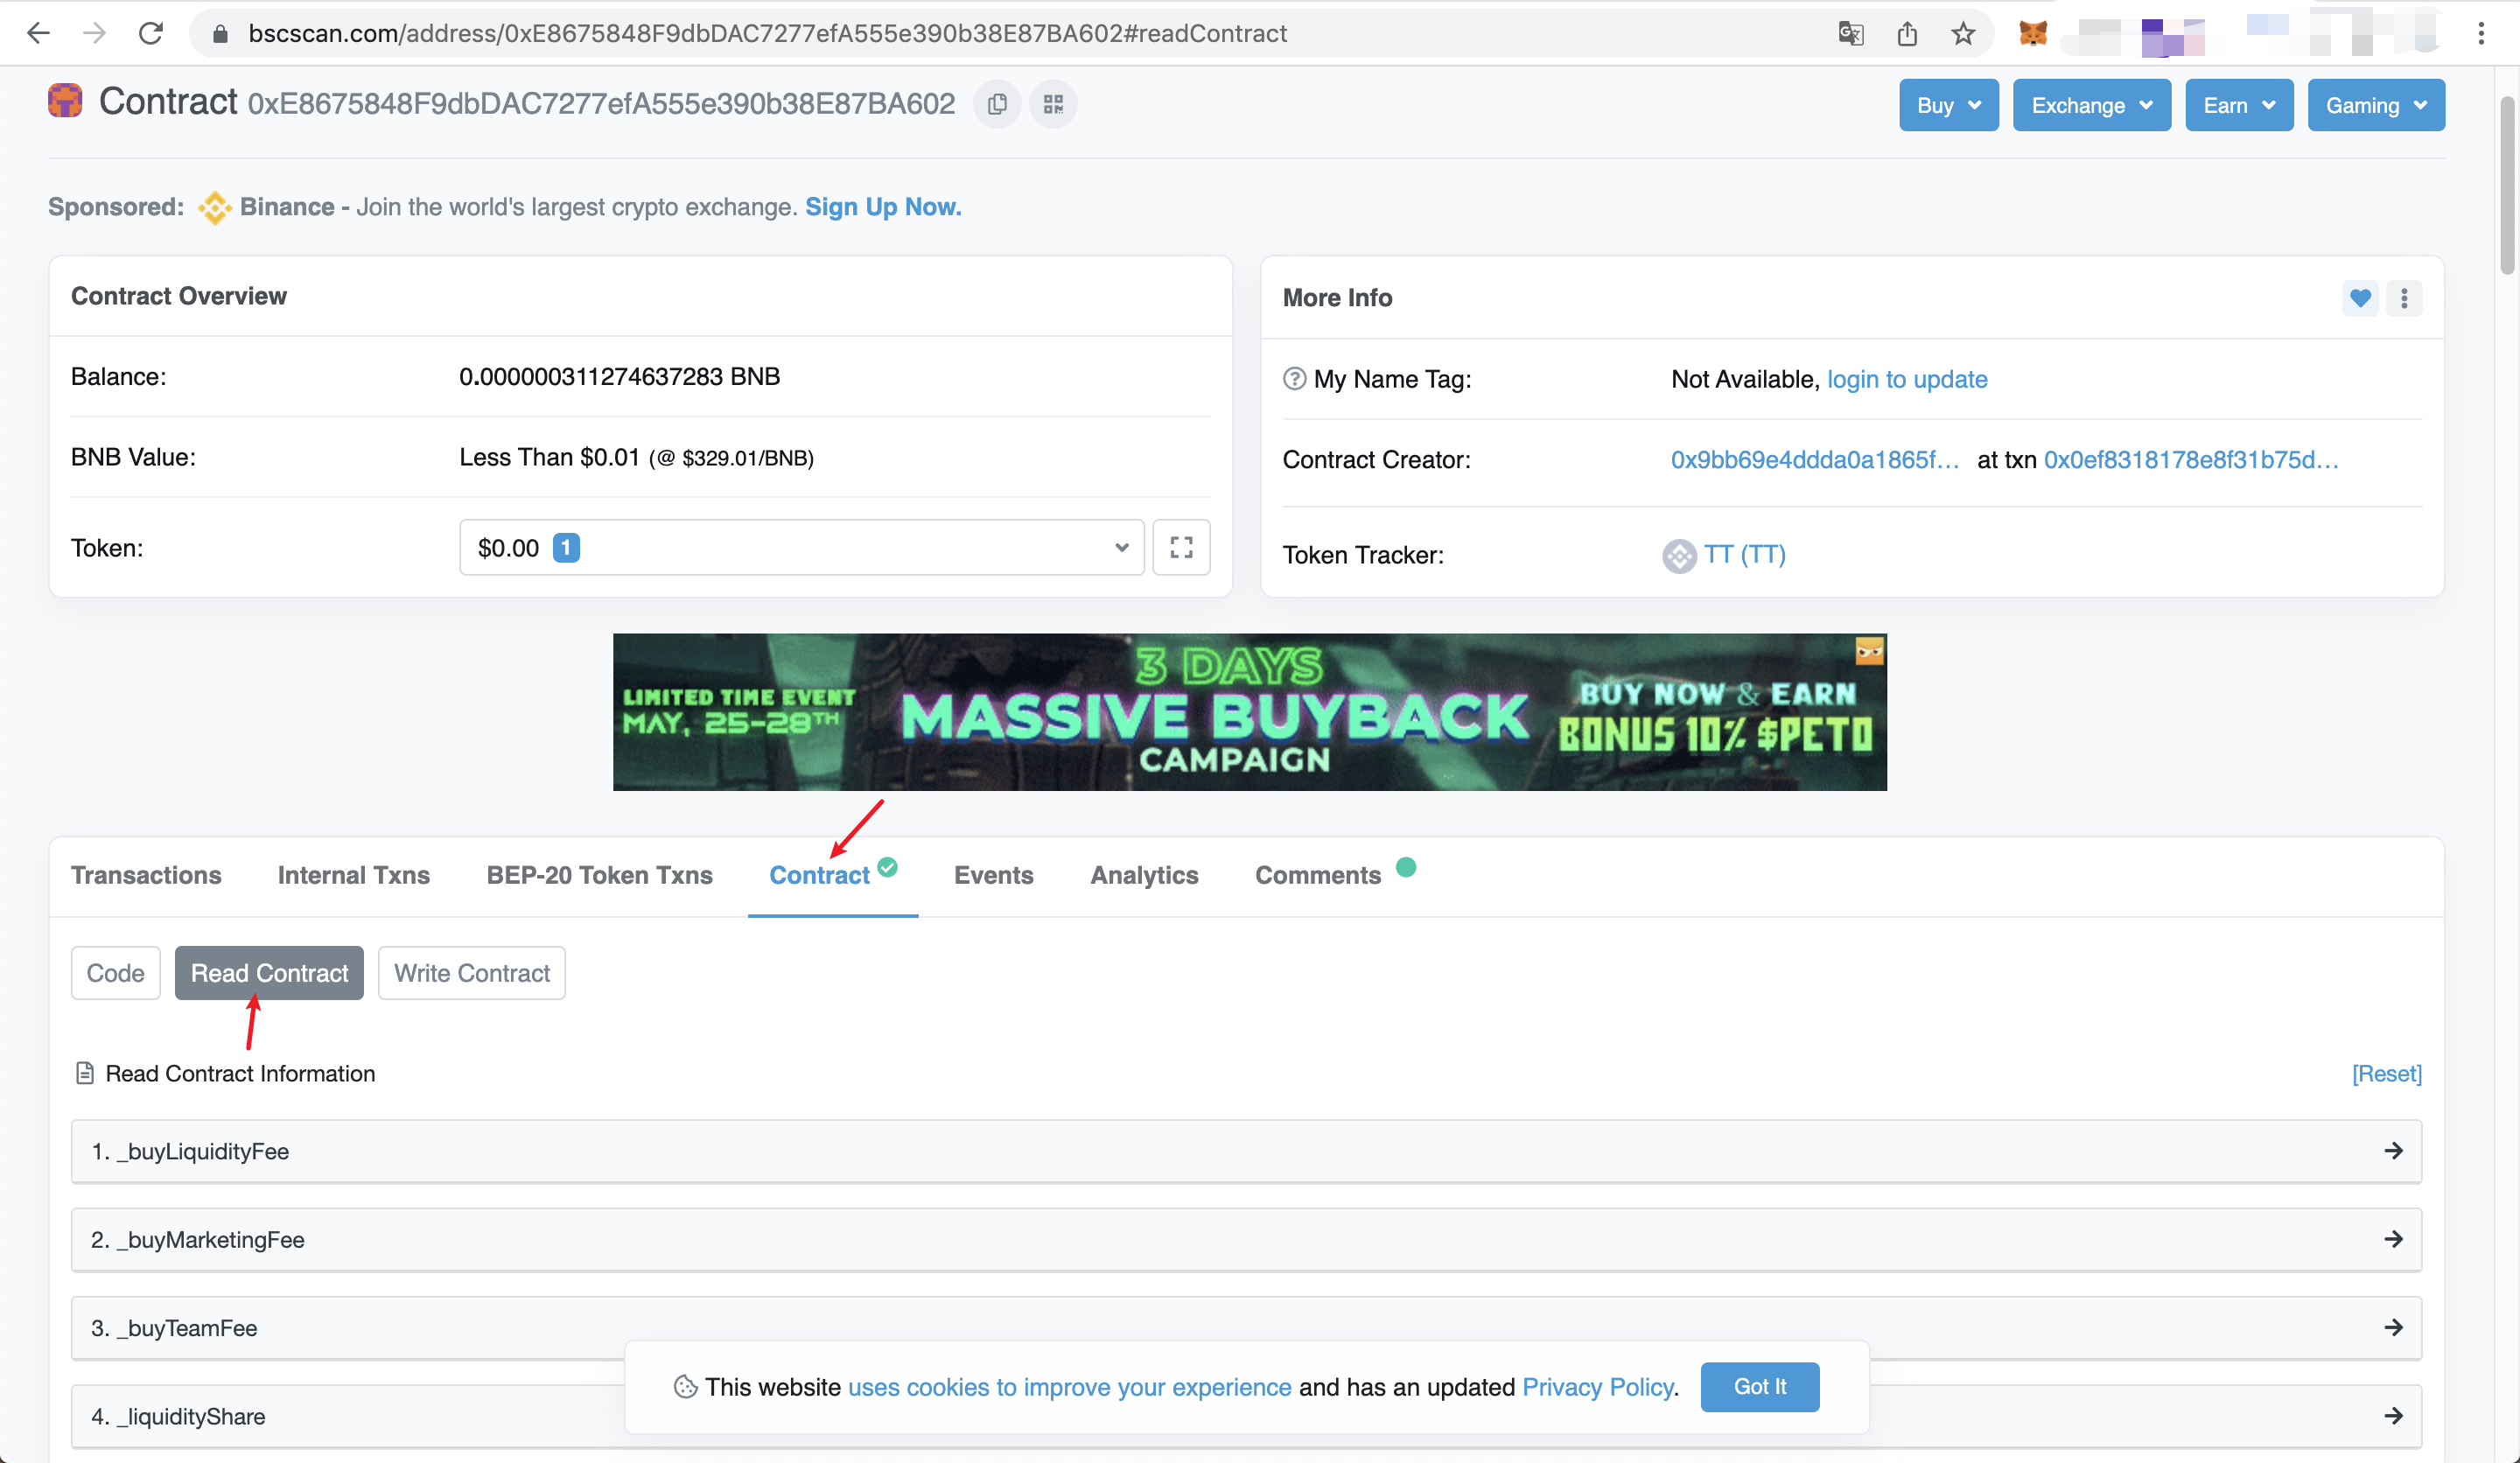 bscscan.com/address/0xE8675848F9dbDAC7277efA555e390b38E87BA602#readContract
Contract 0xE8675848F9dbDAC7277efA555e390b38E87BA602
Buy Exchange Earn Gaming
Sponsored: Binance - Join the world's largest crypto exchange. Sign Up Now.
Contract Overview
Balance: 0.000000311274637283 BNB
BNB Value: Less Than $0.01 (@ $329.01/BNB)
Token: $0.00 1
More Info
My Name Tag: Not Available, login to update
Contract Creator: 0x9bb69e4ddda0a1865f... at txn 0x0ef8318178e8f31b75d...
Token Tracker: TT (TT)
LIMITED TIME EVENT
MAY, 25-28TH
3 DAYS
MASSIVE BUYBACK
CAMPAIGN
BUY NOW & EARN
BONUS 10% $PETO
Transactions Internal Txns BEP-20 Token Txns Contract Events Analytics Comments
Code Read Contract Write Contract
Read Contract Information [Reset]
1. _buyLiquidityFee
2. _buyMarketingFee
3. _buyTeamFee
4. _liquidityShare
This website uses cookies to improve your experience and has an updated Privacy Policy. Got It